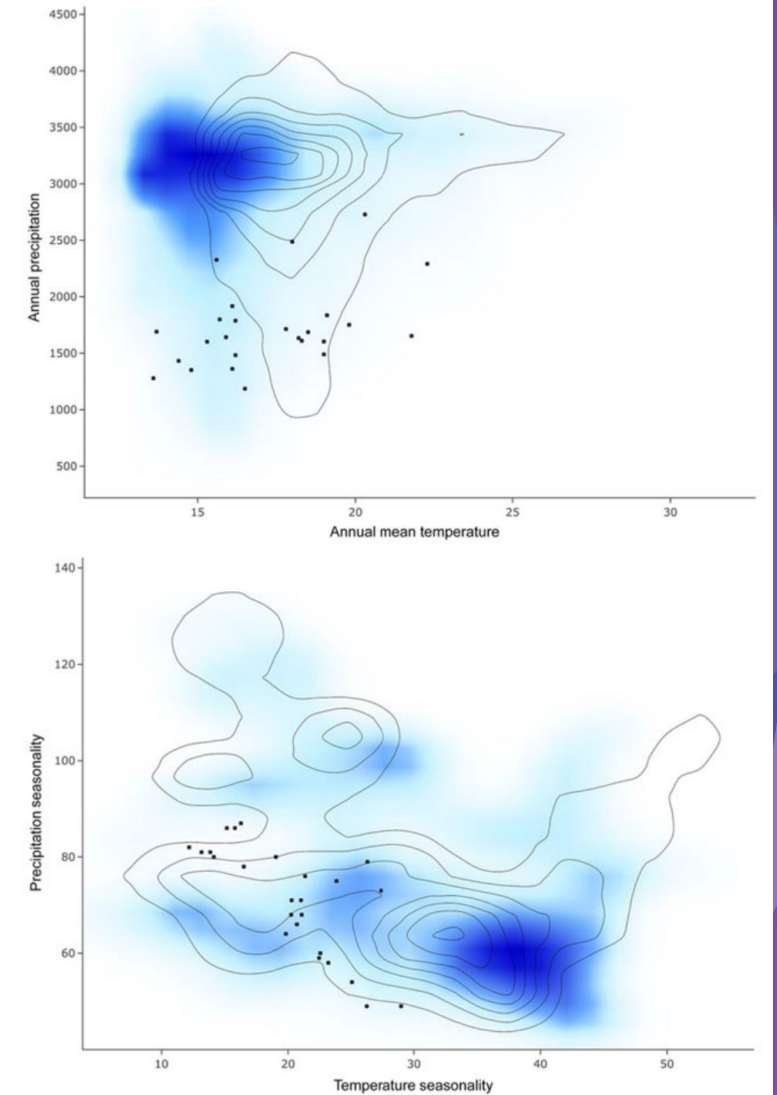 4500
4000
3500
3000
2500
2000
1500
1000
500
Annual precipitation
15 20 25 30
Annual mean temperature
140
120
100
80
60
Precipitation seasonality
10 20 30 40 50
Temperature seasonality